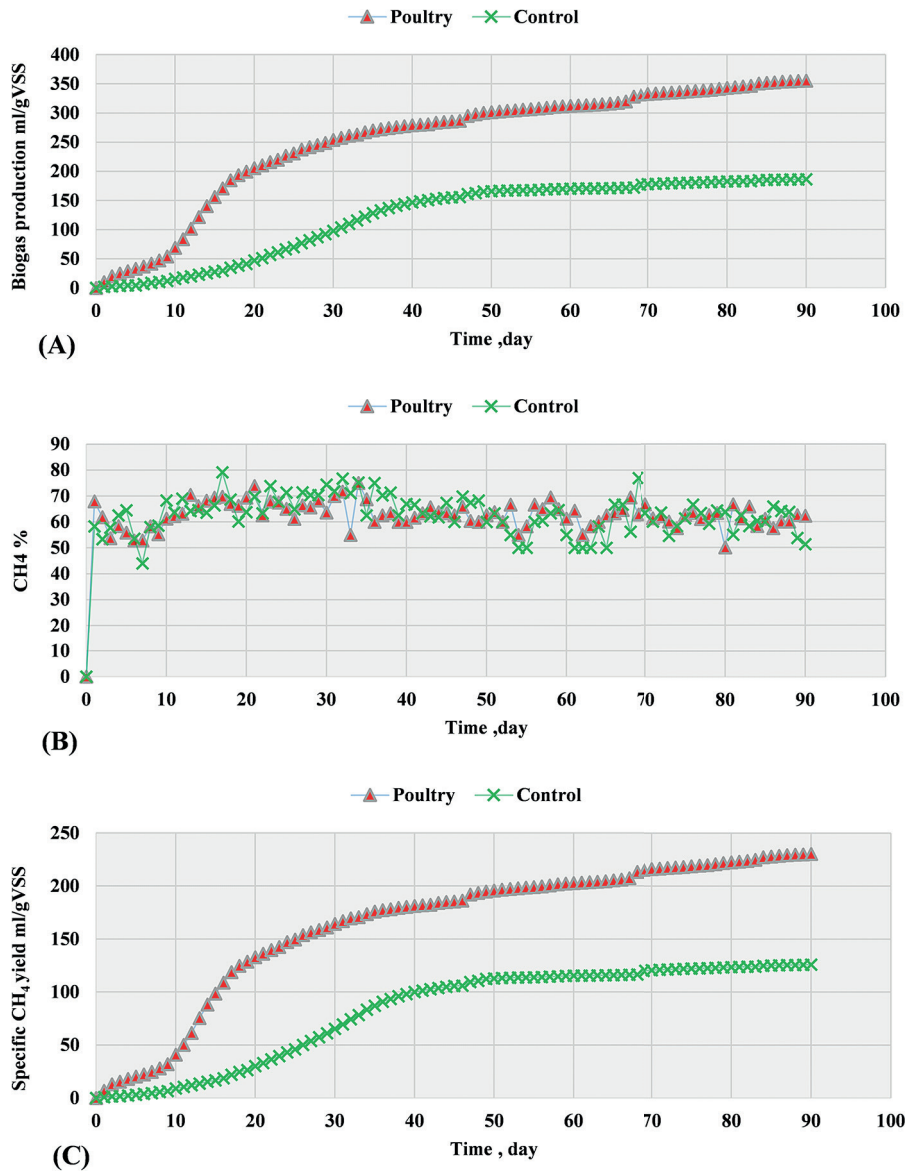 Poultry Control
Biogas production ml/gVSS
400
350
300
250
200
150
100
50
0
0 10 20 30 40 50 60 70 80 90 100
Time ,day
(A)
Poultry Control
CH4 %
90
80
70
60
50
40
30
20
10
0
0 10 20 30 40 50 60 70 80 90 100
Time ,day
(B)
Poultry Control
Specific CH₄ yield ml/gVSS
250
200
150
100
50
0
0 10 20 30 40 50 60 70 80 90 100
Time , day
(C)